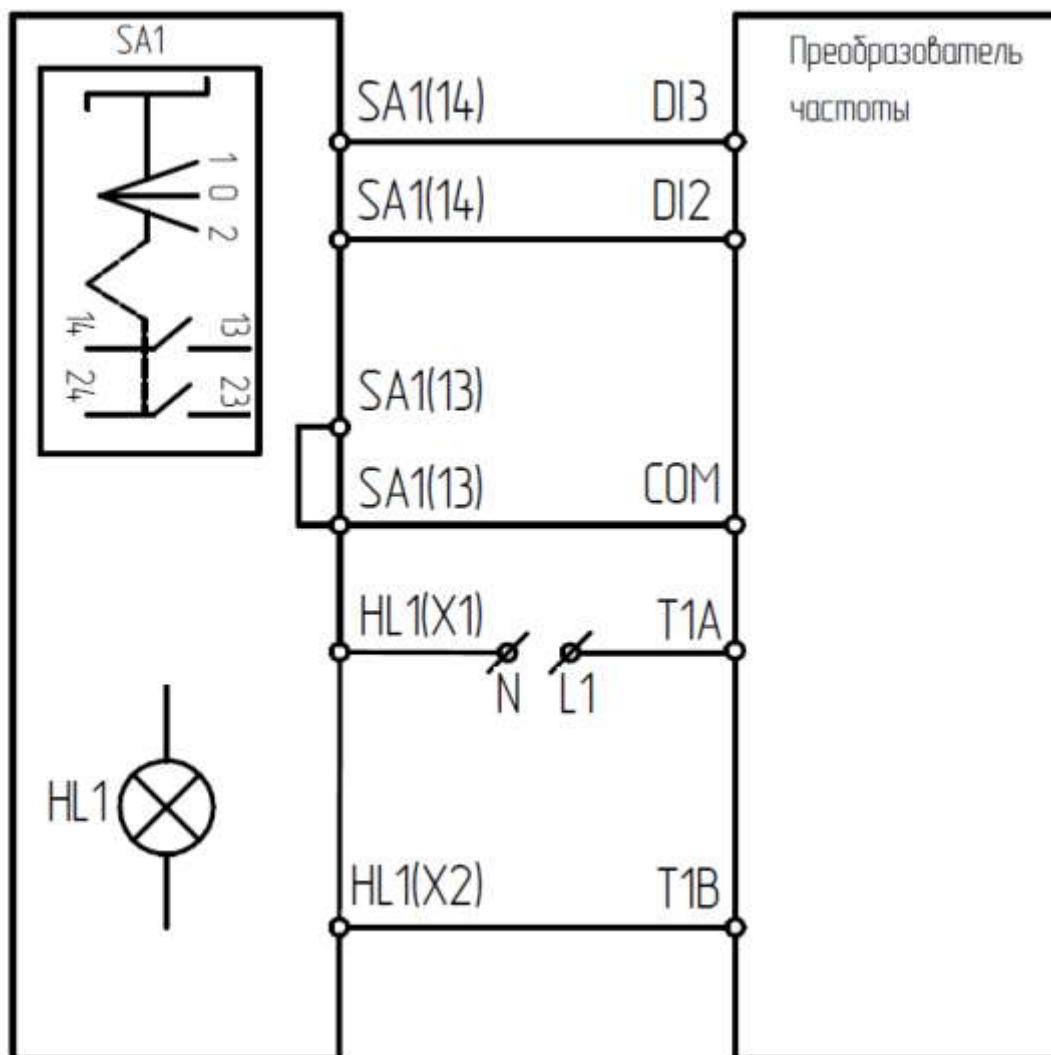 SA1
1
0
2
14
13
24
23
HL1
SA1(14)
DI3
SA1(14)
DI2
SA1(13)
SA1(13)
COM
HL1(X1)
T1A
N
L1
HL1(X2)
T1B
Преобразователь
частоты